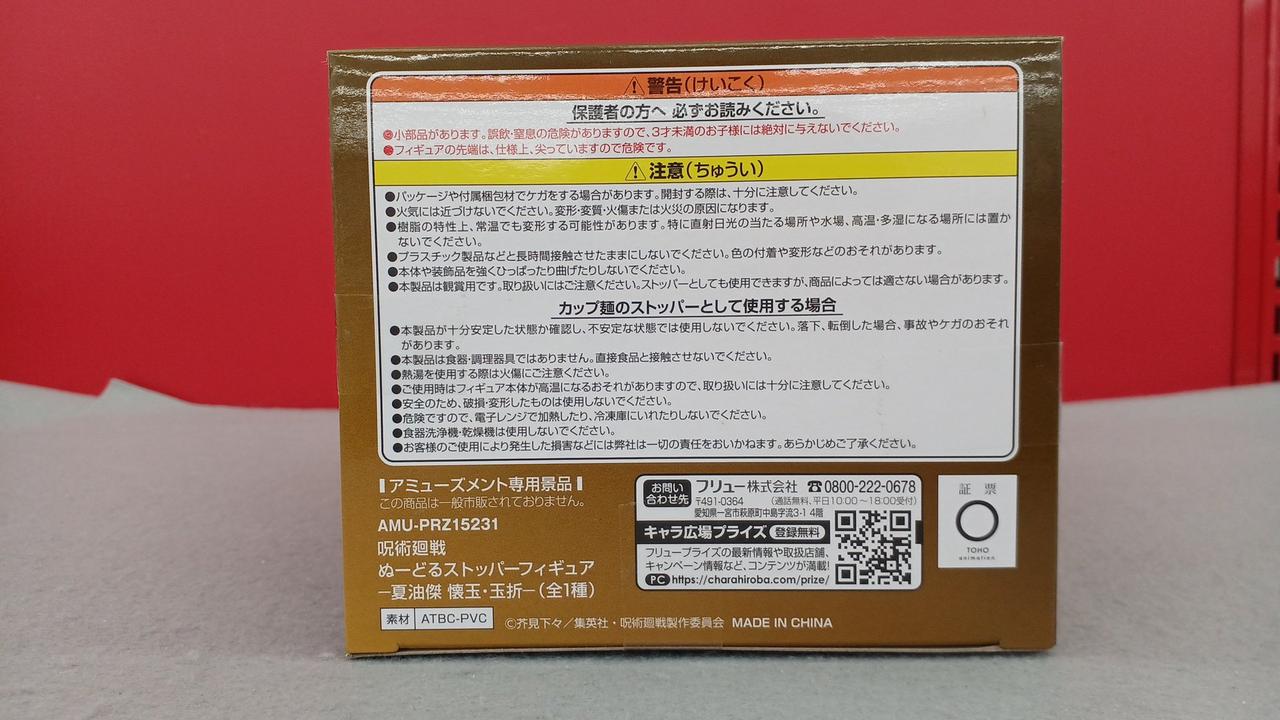 ⚠警告(けいこく)
保護者の方へ 必ずお読みください。
●小部品があります。誤飲・窒息の危険がありますので、3才未満のお子様には絶対に与えないでください。
●フィギュアの先端は、仕様上、尖っていますので危険です。
⚠注意(ちゅうい)
●パッケージや付属梱包材でケガをする場合があります。開封する際は、十分に注意してください。
●火気には近づけないでください。変形・変質・火傷または火災の原因になります。
●樹脂の特性上、常温でも変形する可能性があります。特に直射日光の当たる場所や水場、高温・多湿になる場所には置か
ないでください。
●プラスチック製品などと長時間接触させたままにしないでください。色の付着や変形などのおそれがあります。
●本体や装飾品を強くひっぱったり曲げたりしないでください。
●本製品は観賞用です。取り扱いにはご注意ください。ストッパーとしても使用できますが、商品によっては適さない場合があります。
カップ麺のストッパーとして使用する場合
●本製品が十分安定した状態か確認し、不安定な状態では使用しないでください。落下、転倒した場合、事故やケガのおそれ
があります。
●本製品は食器・調理器具ではありません。直接食品と接触させないでください。
●熱湯を使用する際は火傷にご注意ください。
●ご使用時はフィギュア本体が高温になるおそれがありますので、取り扱いには十分に注意してください。
●安全のため、破損・変形したものは使用しないでください。
●危険ですので、電子レンジで加熱したり、冷凍庫にいれたりしないでください。
●食器洗浄機・乾燥機は使用しないでください。
●お客様のご使用により発生した損害などには弊社は一切の責任をおいかねます。あらかじめご了承ください。
アミューズメント専用景品
この商品は一般市販されておりません。
AMU-PRZ15231
呪術廻戦
ぬーどるストッパーフィギュア
ー夏油傑 懐玉・玉折ー(全1種)
素材 ATBC-PVC
©芥見下々/集英社・呪術廻戦製作委員会 MADE IN CHINA
お問い合わせ先
フリュー株式会社 ☎0800-222-0678
〒491-0364 (通話無料、平日10:00~18:00受付)
愛知県一宮市萩原町中島字流3-1 4階
キャラ広場プライズ 登録無料
フリュープライズの最新情報や取扱店舗、
キャンペーン情報など、コンテンツが満載!
PC https://charahiroba.com/prize/
証票
TOHO
animation